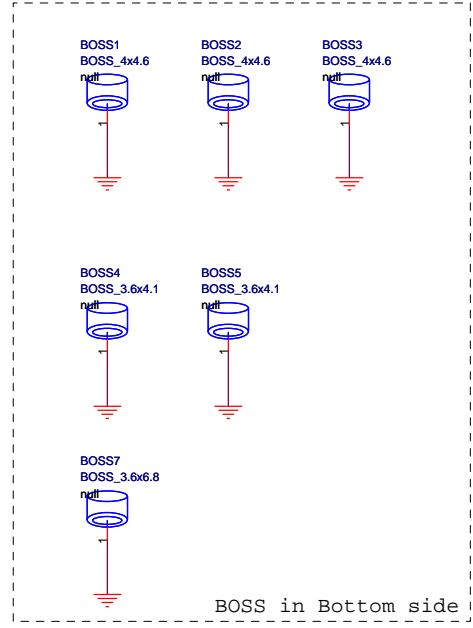 BOSS1
BOSS_4x4.6
null
1
BOSS2
BOSS_4x4.6
null
1
BOSS3
BOSS_4x4.6
null
1
BOSS4
BOSS_3.6x4.1
null
1
BOSS5
BOSS_3.6x4.1
null
1
BOSS7
BOSS_3.6x6.8
null
1
BOSS in Bottom side